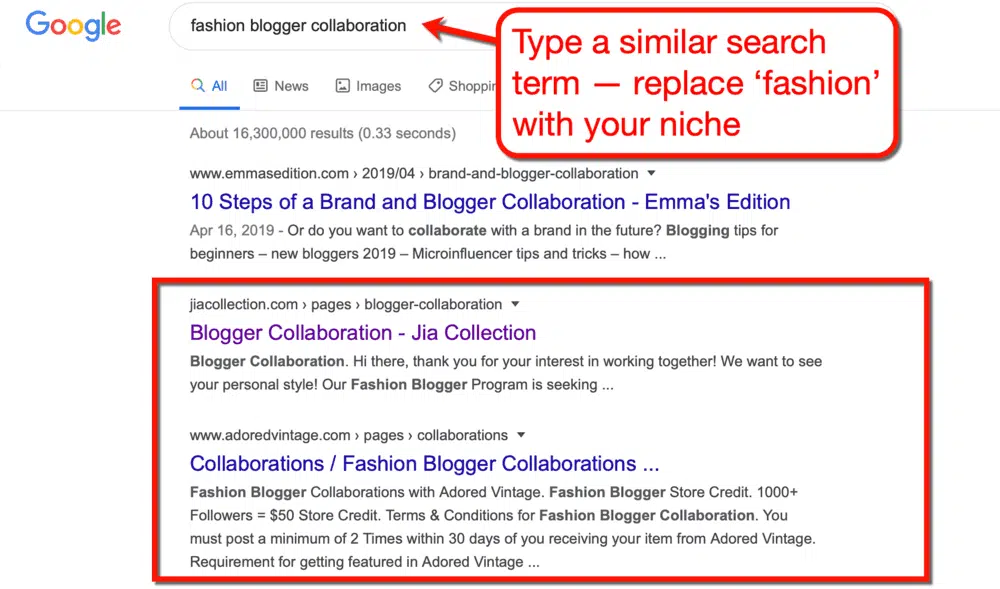 Google
fashion blogger collaboration
Type a similar search
term — replace ‘fashion’
with your niche
All News Images
About 16,300,000 results (0.33 seconds)
www.emmasedition.com › 2019/04 › brand-and-blogger-collaboration
10 Steps of a Brand and Blogger Collaboration - Emma's Edition
Apr 16, 2019 - Or do you want to collaborate with a brand in the future? Blogging tips for
beginners – new bloggers 2019 – Microinfluencer tips and tricks – how ...
jiacollection.com › pages › blogger-collaboration
Blogger Collaboration - Jia Collection
Blogger Collaboration. Hi there, thank you for your interest in working together! We want to see
your personal style! Our Fashion Blogger Program is seeking ...
www.adoredvintage.com › pages › collaborations
Collaborations / Fashion Blogger Collaborations ...
Fashion Blogger Collaborations with Adored Vintage. Fashion Blogger Store Credit. 1000+
Followers = $50 Store Credit. Terms & Conditions for Fashion Blogger Collaboration. You
must post a minimum of 2 Times within 30 days of you receiving your item from Adored Vintage.
Requirement for getting featured in Adored Vintage ...